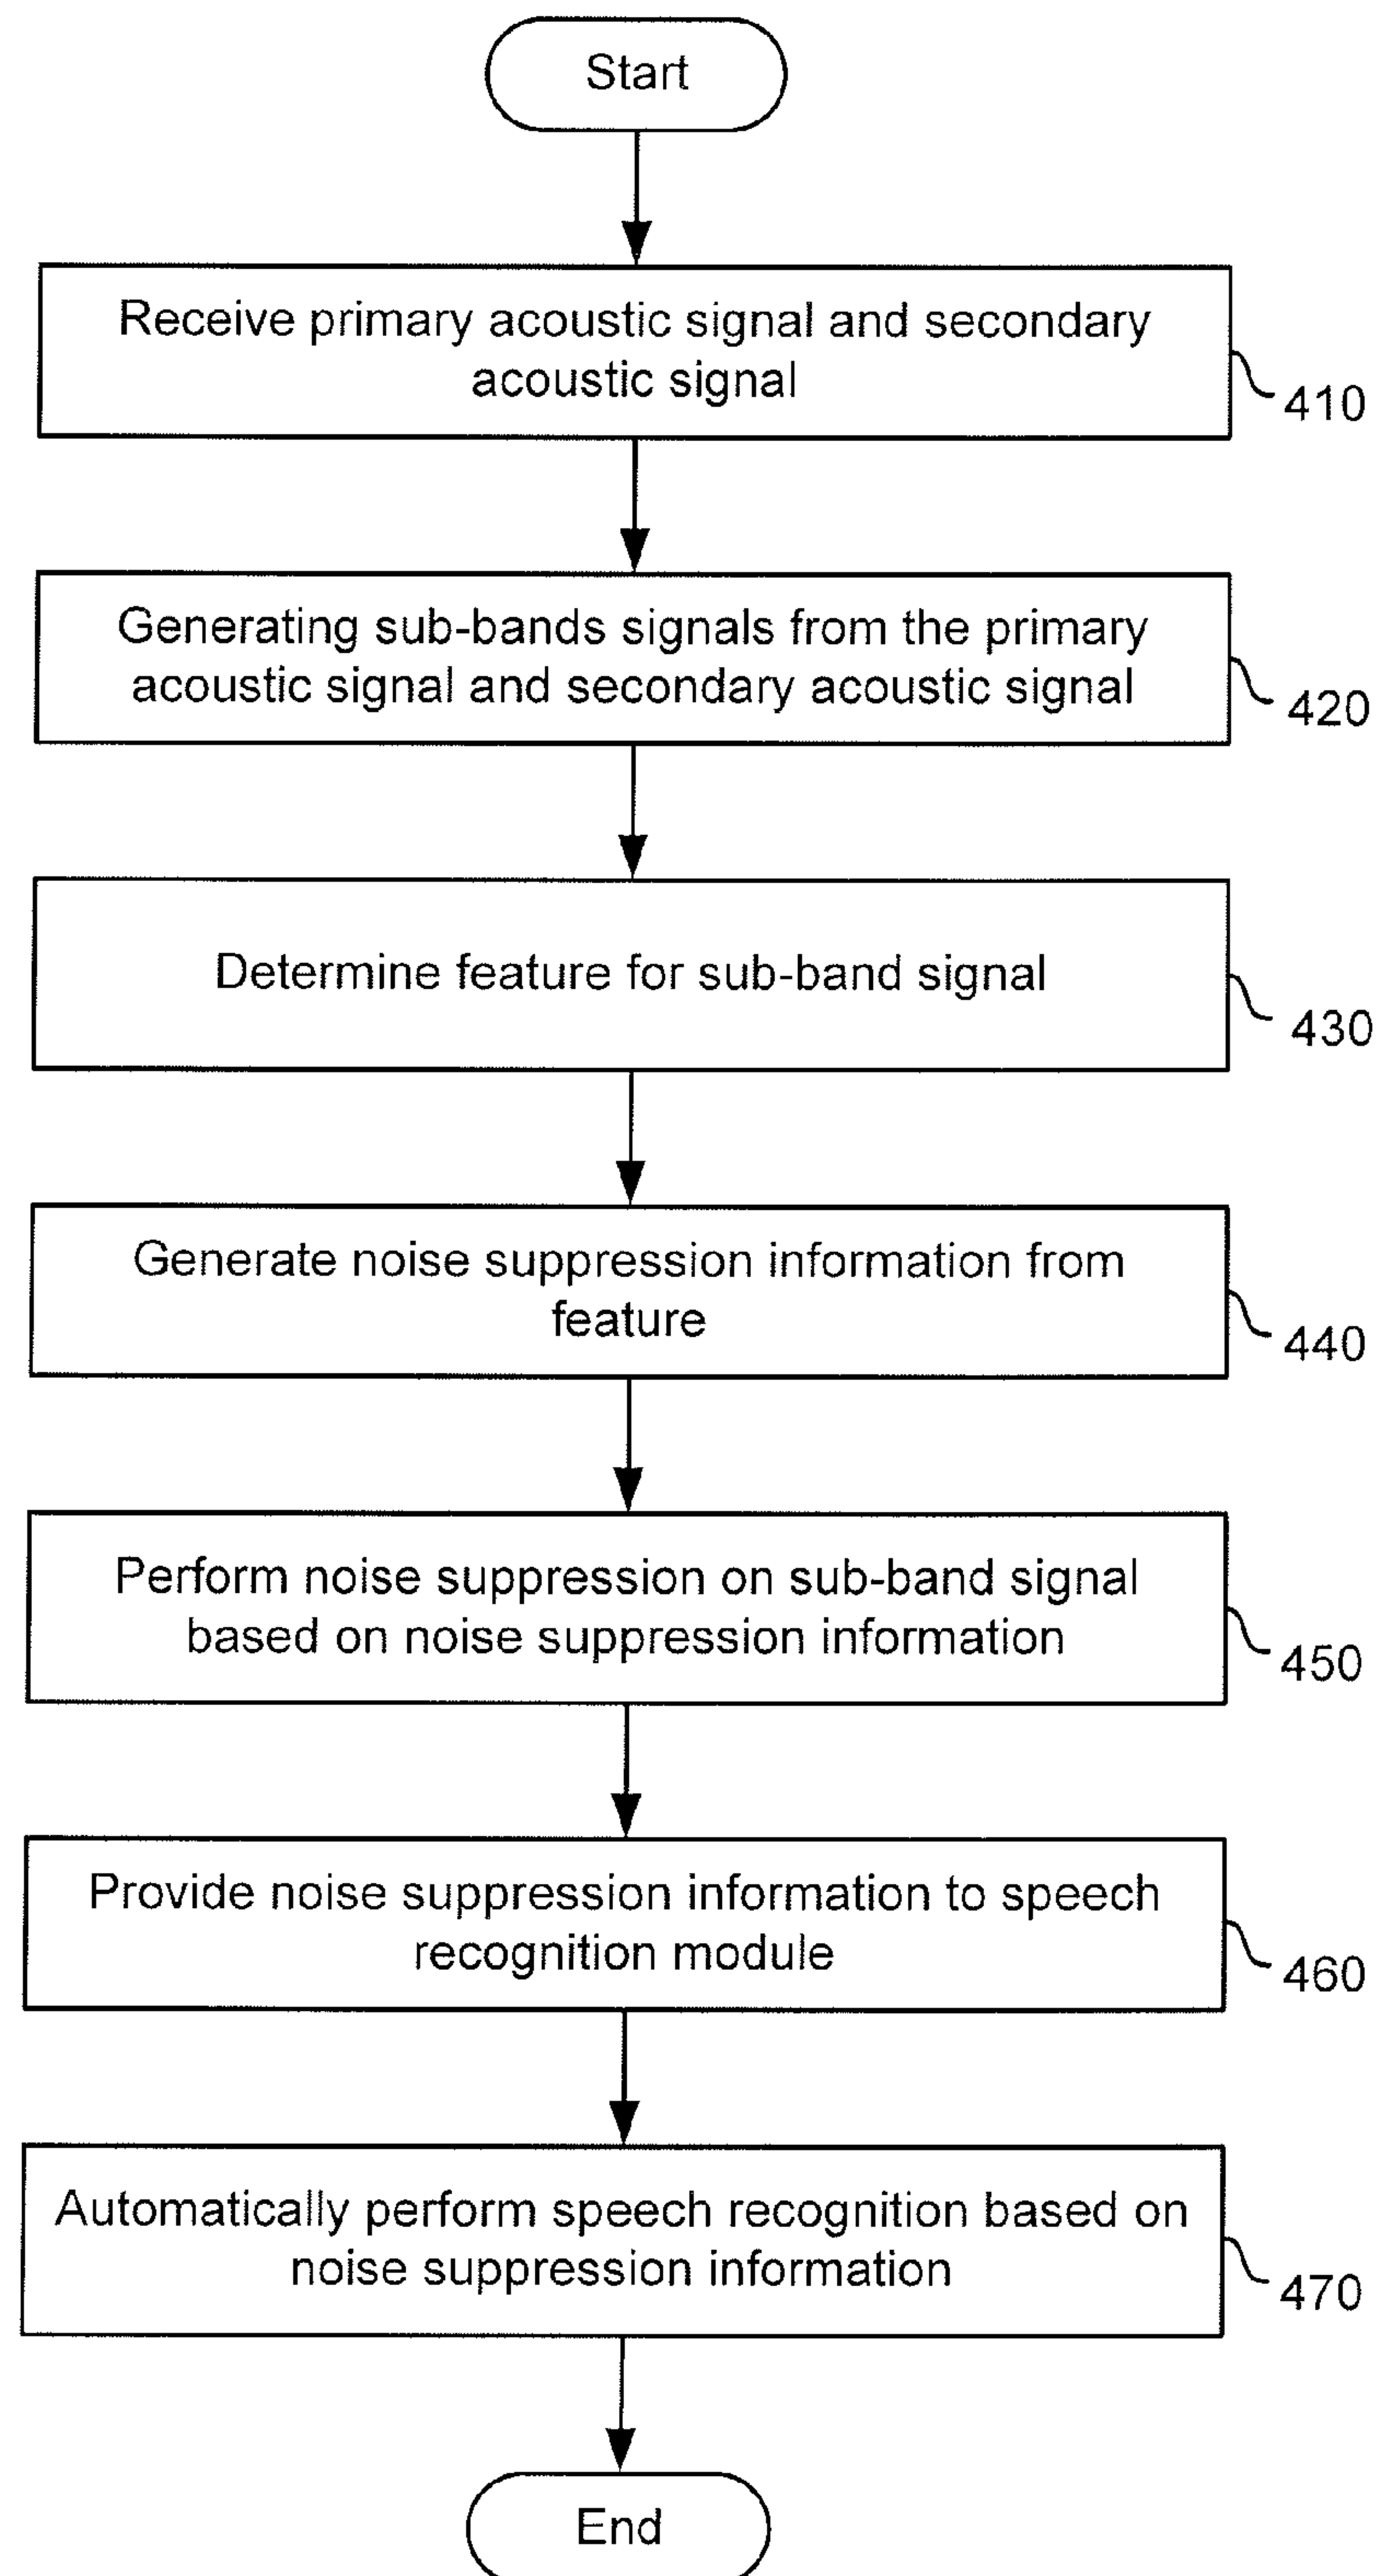 Start
Receive primary acoustic signal and secondary
acoustic signal
410
Generating sub-bands signals from the primary
acoustic signal and secondary acoustic signal
420
Determine feature for sub-band signal
430
Generate noise suppression information from
feature
440
Perform noise suppression on sub-band signal
based on noise suppression information
450
Provide noise suppression information to speech
recognition module
460
Automatically perform speech recognition based on
noise suppression information
470
End